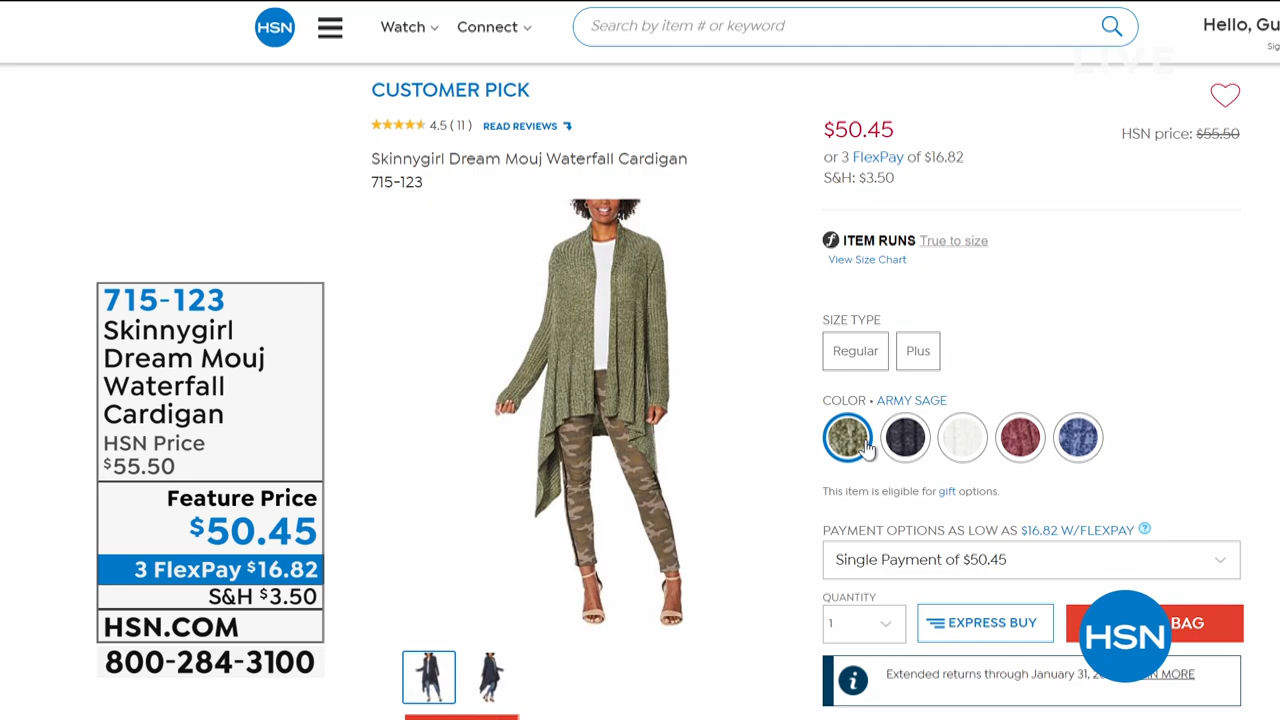 HSN
Watch
Connect
Search by item # or keyword
Hello, Gu
Sig
LIVE
CUSTOMER PICK
4.5 ( 11 ) READ REVIEWS
Skinnygirl Dream Mouj Waterfall Cardigan
715-123
$50.45
HSN price: $55.50
or 3 FlexPay of $16.82
S&H: $3.50
ITEM RUNS True to size
View Size Chart
SIZE TYPE
Regular
Plus
COLOR • ARMY SAGE
This item is eligible for gift options.
PAYMENT OPTIONS AS LOW AS $16.82 W/FLEXPAY ?
Single Payment of $50.45
QUANTITY
1
EXPRESS BUY
BAG
HSN
Extended returns through January 31, 2
N MORE
715-123
Skinnygirl
Dream Mouj
Waterfall
Cardigan
HSN Price
$55.50
Feature Price
$50.45
3 FlexPay $16.82
S&H $3.50
HSN.COM
800-284-3100